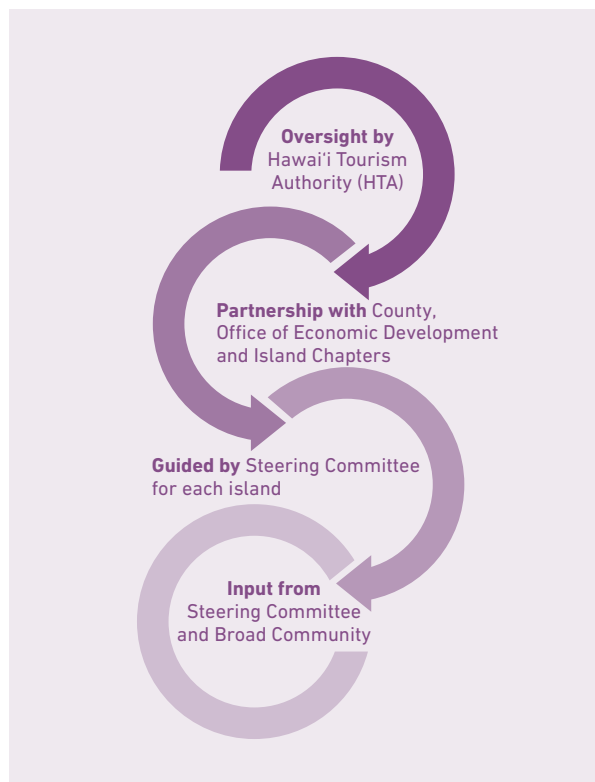 Oversight by
Hawaiʻi Tourism
Authority (HTA)
Partnership with County,
Office of Economic Development
and Island Chapters
Guided by Steering Committee
for each island
Input from
Steering Committee
and Broad Community